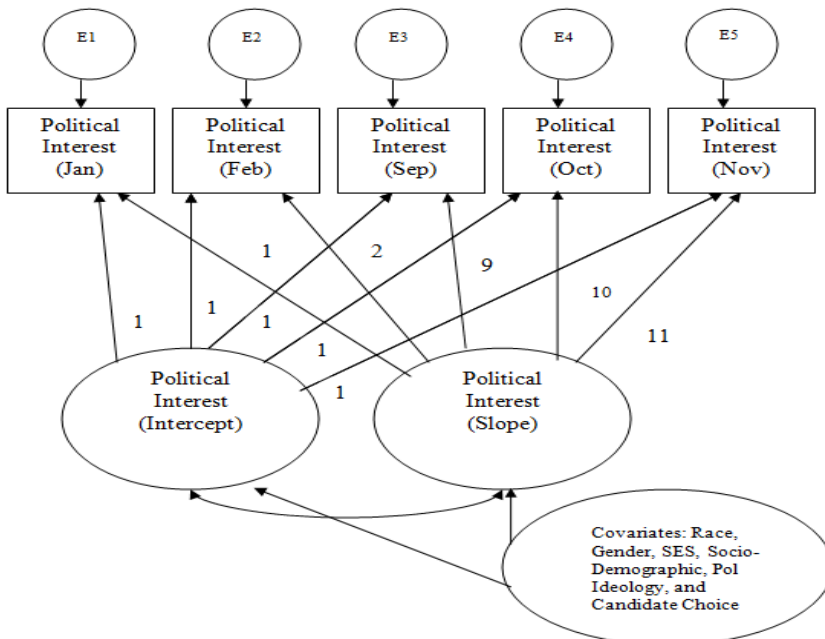 E1
E2
E3
E4
E5
Political
Interest
(Jan)
Political
Interest
(Feb)
Political
Interest
(Sep)
Political
Interest
(Oct)
Political
Interest
(Nov)
1
2
9
10
1
1
1
1
11
1
Political
Interest
(Intercept)
Political
Interest
(Slope)
Covariates: Race,
Gender, SES, Socio-
Demographic, Pol
Ideology, and
Candidate Choice